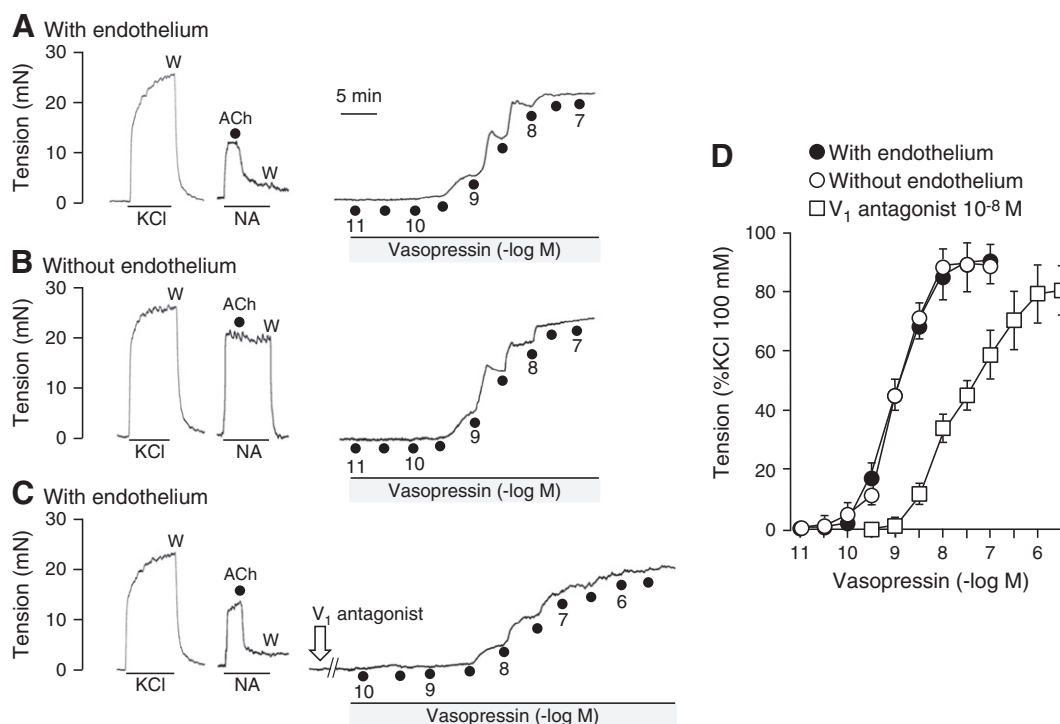 A With endothelium
Tension (mN)
30
20
10
0
W
KCl
ACh
W
NA
5 min
11 10 9 8 7
Vasopressin (-log M)
B Without endothelium
Tension (mN)
30
20
10
0
W
KCl
ACh
W
NA
11 10 9 8 7
Vasopressin (-log M)
C With endothelium
Tension (mN)
30
20
10
0
W
KCl
ACh
W
NA
V₁ antagonist
10 9 8 7 6
Vasopressin (-log M)
D
With endothelium
Without endothelium
V₁ antagonist 10⁻⁸ M
Tension (%KCl 100 mM)
100
80
60
40
20
0
11 10 9 8 7 6
Vasopressin (-log M)